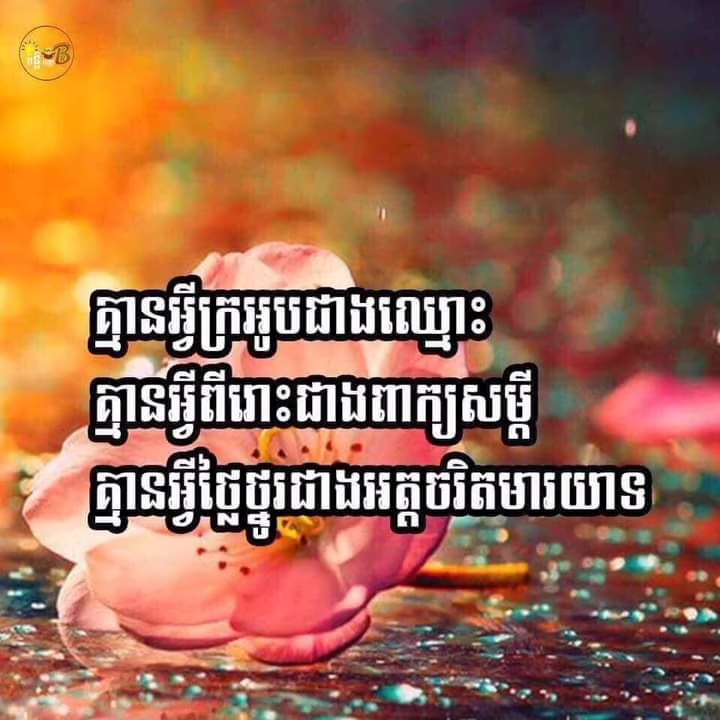 គ្មានអ្វីក្រអូបជាងឈ្មោះ
គ្មានអ្វីពីរោះជាងពាក្យសម្ដី
គ្មានអ្វីថ្លៃថ្នូរជាងអត្តចរិតមារយាទ